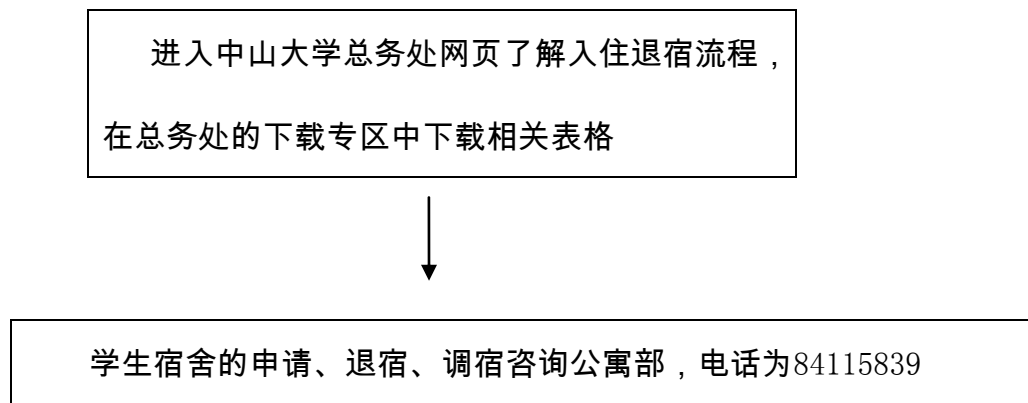 进入中山大学总务处网页了解入住退宿流程，
在总务处的下载专区中下载相关表格
学生宿舍的申请、退宿、调宿咨询公寓部，电话为84115839